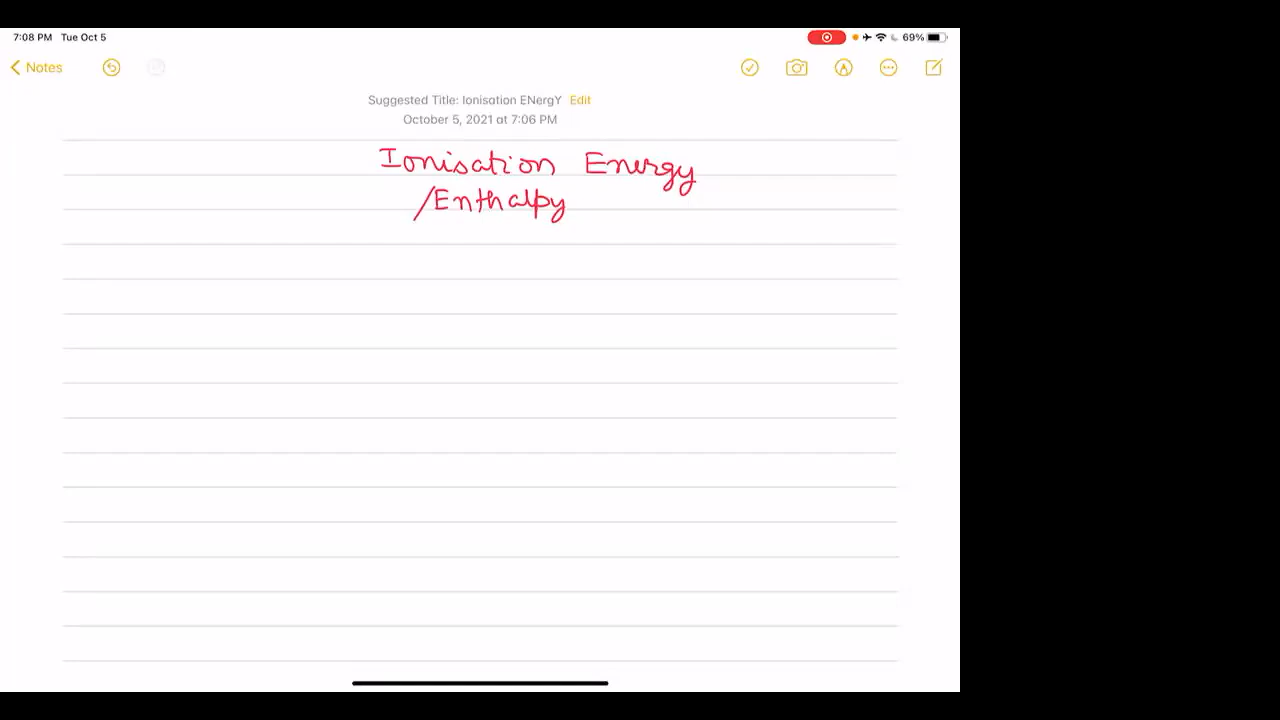 7:08 PM Tue Oct 5 69%
Notes
Suggested Title: Ionisation ENergY Edit
October 5, 2021 at 7:06 PM
Ionisation Energy
/Enthalpy